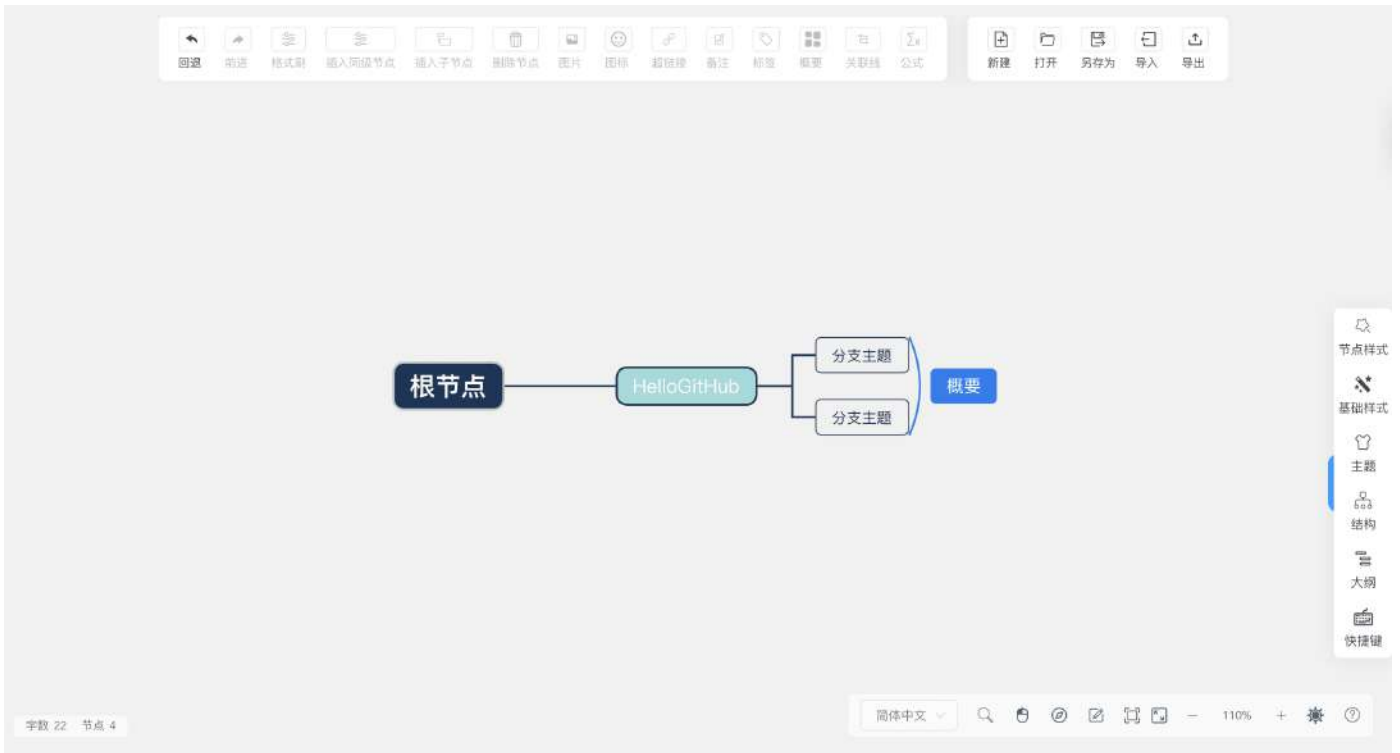 回退 前进 格式刷 插入同级节点 插入子节点 删除节点 图片 图标 超链接 备注 标签 概要 关联线 公式 新建 打开 另存为 导入 导出
根节点
HelloGitHub
分支主题
分支主题
概要
节点样式
基础样式
主题
结构
大纲
快捷键
字数 22 节点 4
简体中文
110%